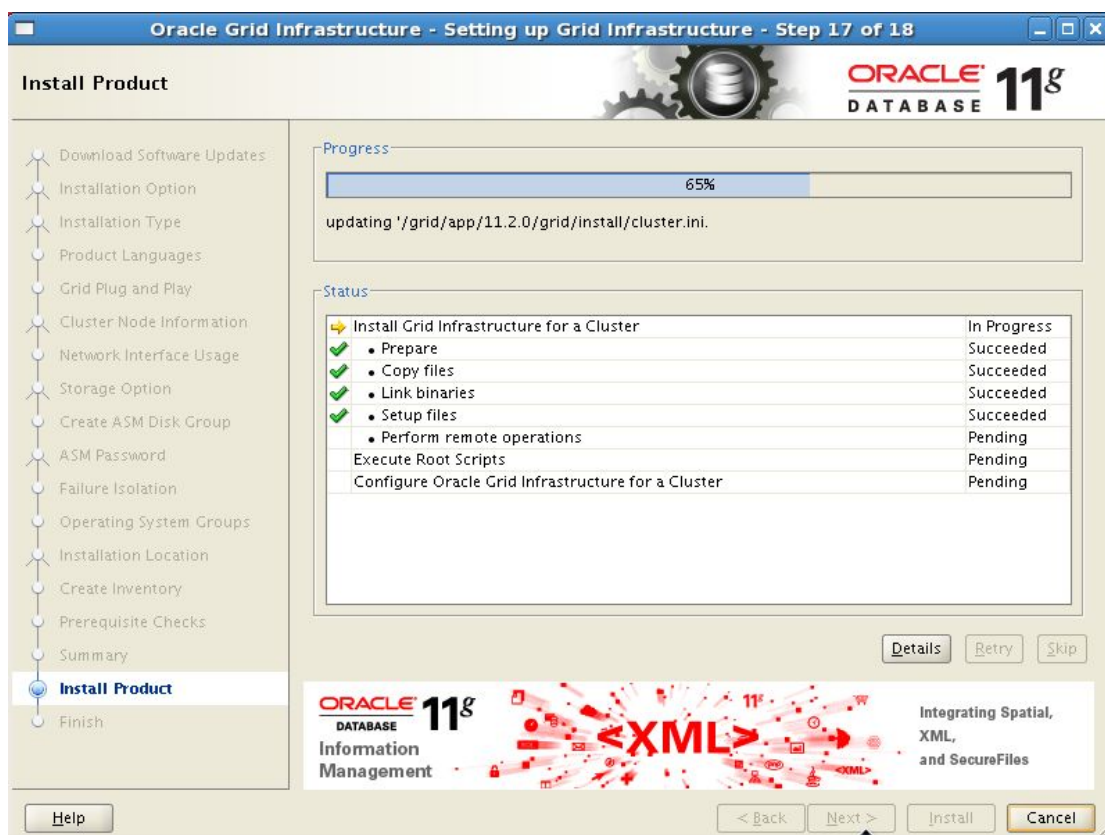 Oracle Grid Infrastructure - Setting up Grid Infrastructure - Step 17 of 18
Install Product
ORACLE 11g
DATABASE
Download Software Updates
Installation Option
Installation Type
Product Languages
Grid Plug and Play
Cluster Node Information
Network Interface Usage
Storage Option
Create ASM Disk Group
ASM Password
Failure Isolation
Operating System Groups
Installation Location
Create Inventory
Prerequisite Checks
Summary
Install Product
Finish
Progress
65%
updating '/grid/app/11.2.0/grid/install/cluster.ini.
Status
Install Grid Infrastructure for a Cluster In Progress
• Prepare Succeeded
• Copy files Succeeded
• Link binaries Succeeded
• Setup files Succeeded
• Perform remote operations Pending
Execute Root Scripts Pending
Configure Oracle Grid Infrastructure for a Cluster Pending
Details Retry Skip
ORACLE 11g
DATABASE
Information
Management
<XML>
11g
php
<XML>
Integrating Spatial,
XML,
and SecureFiles
Help < Back Next > Install Cancel